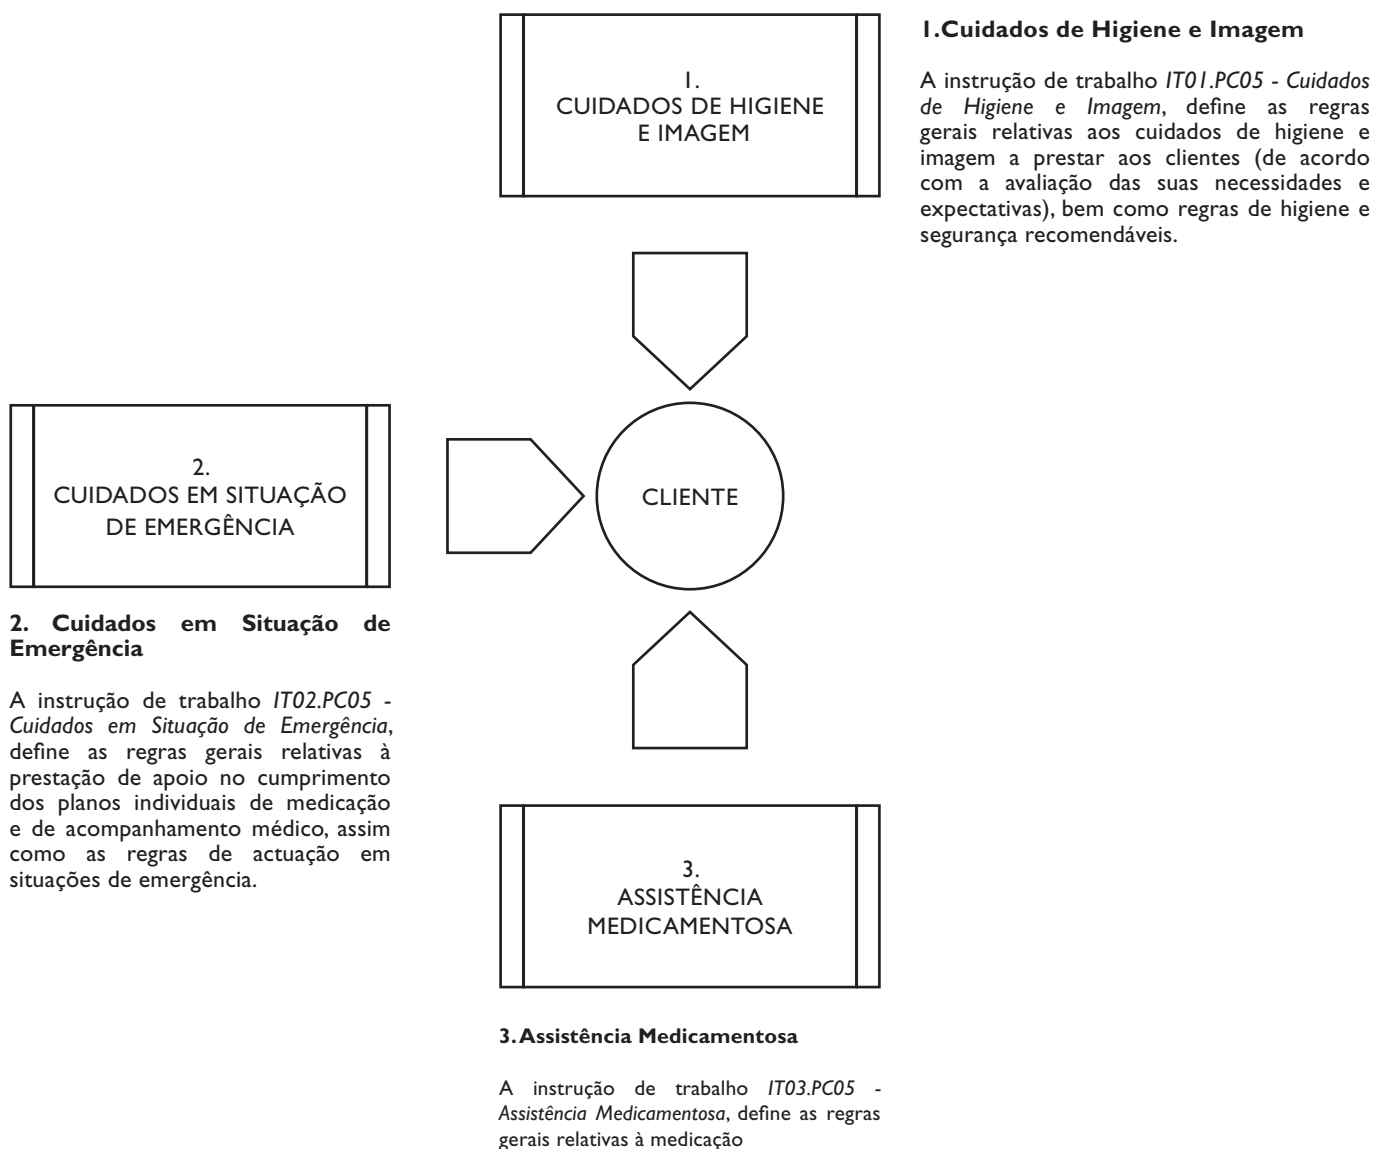 1.
CUIDADOS DE HIGIENE
E IMAGEM
1.Cuidados de Higiene e Imagem
A instrução de trabalho IT01.PC05 - Cuidados
de Higiene e Imagem, define as regras
gerais relativas aos cuidados de higiene e
imagem a prestar aos clientes (de acordo
com a avaliação das suas necessidades e
expectativas), bem como regras de higiene e
segurança recomendáveis.
2.
CUIDADOS EM SITUAÇÃO
DE EMERGÊNCIA
CLIENTE
2. Cuidados em Situação de
Emergência
A instrução de trabalho IT02.PC05 -
Cuidados em Situação de Emergência,
define as regras gerais relativas à
prestação de apoio no cumprimento
dos planos individuais de medicação
e de acompanhamento médico, assim
como as regras de actuação em
situações de emergência.
3.
ASSISTÊNCIA
MEDICAMENTOSA
3. Assistência Medicamentosa
A instrução de trabalho IT03.PC05 -
Assistência Medicamentosa, define as regras
gerais relativas à medicação